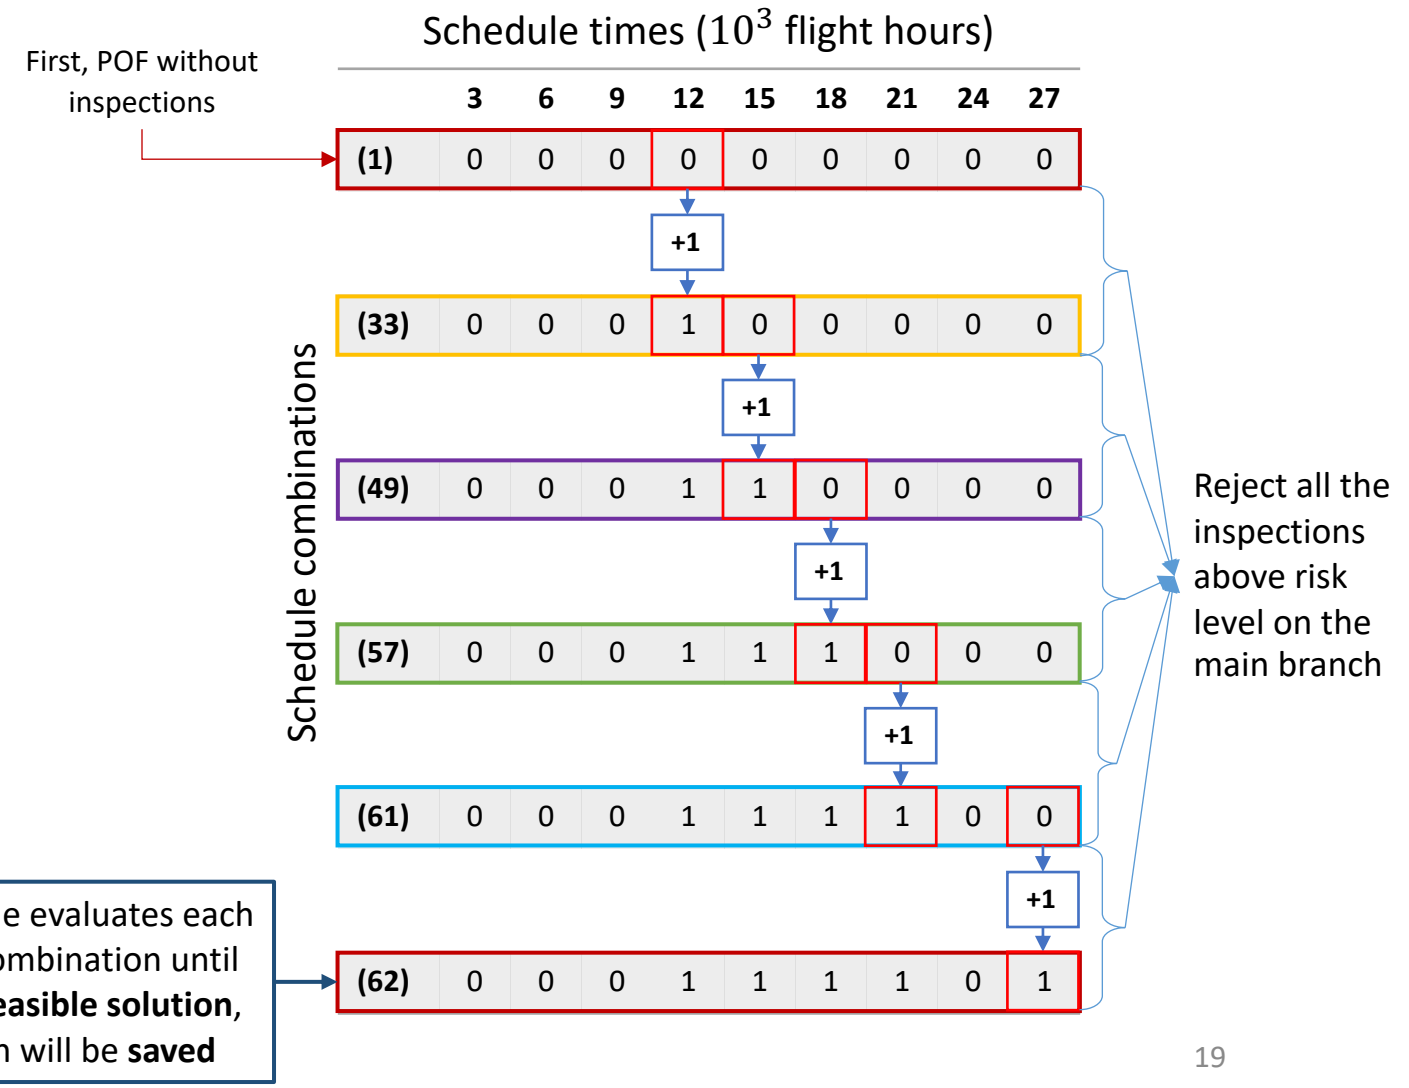 Schedule times (10³ flight hours)
First, POF without
inspections
3 6 9 12 15 18 21 24 27
(1) 0 0 0 0 0 0 0 0 0
+1
(33) 0 0 0 1 0 0 0 0 0
+1
(49) 0 0 0 1 1 0 0 0 0
+1
(57) 0 0 0 1 1 1 0 0 0
+1
(61) 0 0 0 1 1 1 1 0 0
+1
(62) 0 0 0 1 1 1 1 0 1
Schedule combinations
Reject all the
inspections
above risk
level on the
main branch
e evaluates each
ombination until
easible solution,
will be saved
19